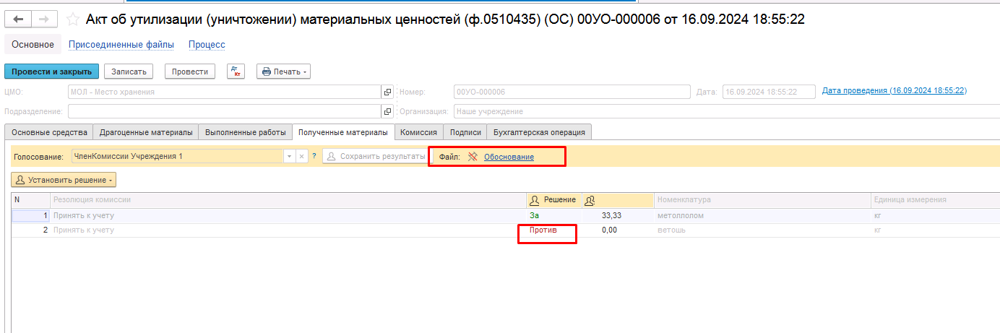 Акт об утилизации (уничтожении) материальных ценностей (ф.0510435) (ОС) 00УО-000006 от 16.09.2024 18:55:22
Основное Присоединенные файлы Процесс
Провести и закрыть Записать Провести Дт Кт Печать
ЦМО: МОЛ - Место хранения Номер: 00УО-000006 Дата: 16.09.2024 18:55:22 Дата проведения (16.09.2024 18:55:22)
Подразделение: Организация: Наше учреждение
Основные средства Драгоценные материалы Выполненные работы Полученные материалы Комиссия Подписи Бухгалтерская операция
Голосование: ЧленКомиссии Учреждения 1 ? Сохранить результаты Файл: Обоснование
Установить решение
N Резолюция комиссии Решение Номенклатура Единица измерения
1 Принять к учету За 33,33 метоллолом кг
2 Принять к учету Против 0,00 ветошь кг